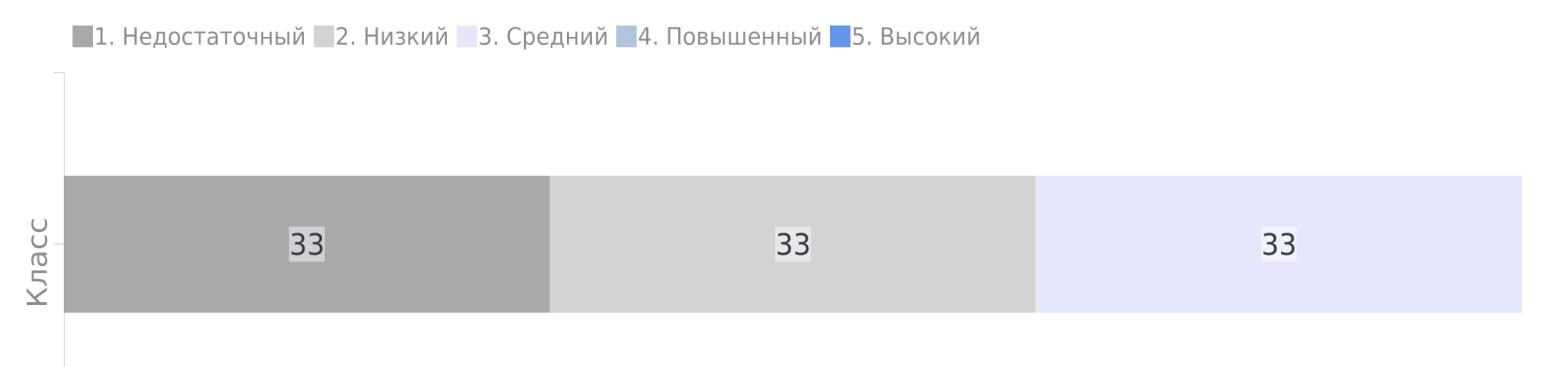 1. Недостаточный 2. Низкий 3. Средний 4. Повышенный 5. Высокий
Класс
33 33 33